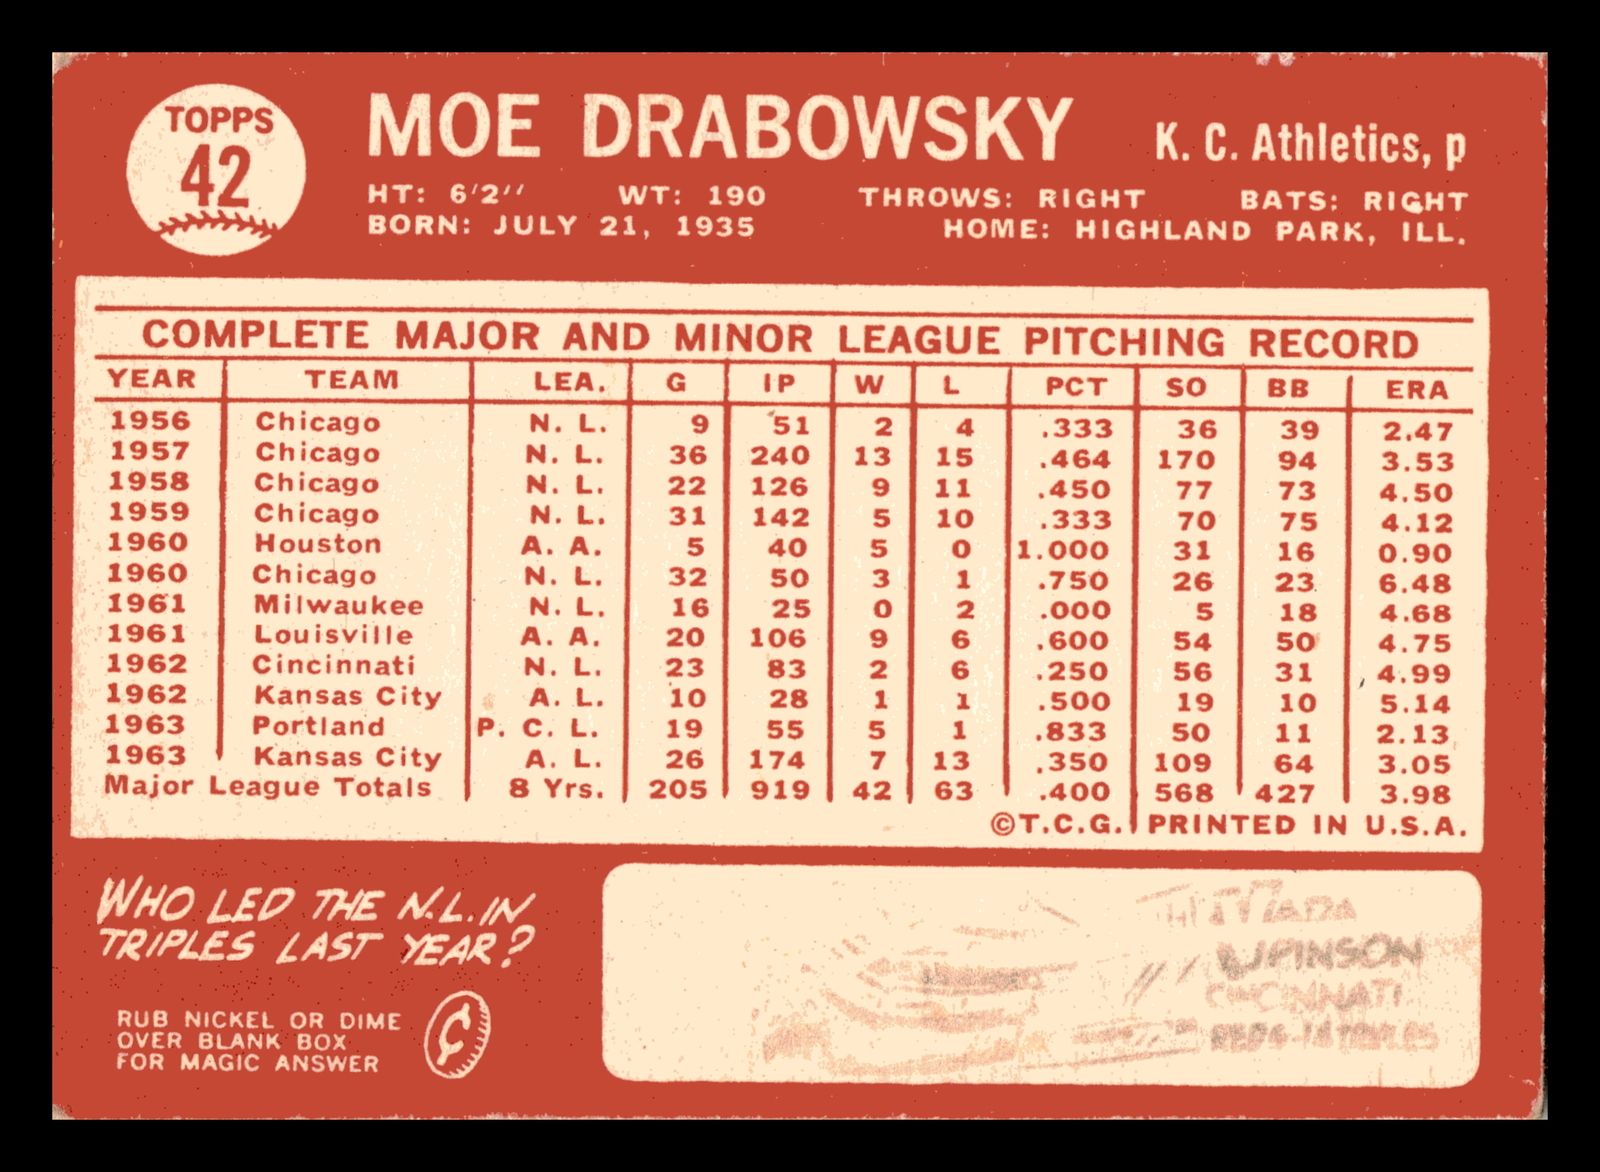 TOPPS
42
MOE DRABOWSKY
K. C. Athletics, p
HT: 6'2'' WT: 190 THROWS: RIGHT BATS: RIGHT
BORN: JULY 21, 1935 HOME: HIGHLAND PARK, ILL.
COMPLETE MAJOR AND MINOR LEAGUE PITCHING RECORD
YEAR TEAM LEA. G IP W L PCT SO BB ERA
1956 Chicago N. L. 9 51 2 4 .333 36 39 2.47
1957 Chicago N. L. 36 240 13 15 .464 170 94 3.53
1958 Chicago N. L. 22 126 9 11 .450 77 73 4.50
1959 Chicago N. L. 31 142 5 10 .333 70 75 4.12
1960 Houston A. A. 5 40 5 0 1.000 31 16 0.90
1960 Chicago N. L. 32 50 3 1 .750 26 23 6.48
1961 Milwaukee N. L. 16 25 0 2 .000 5 18 4.68
1961 Louisville A. A. 20 106 9 6 .600 54 50 4.75
1962 Cincinnati N. L. 23 83 2 6 .250 56 31 4.99
1962 Kansas City A. L. 10 28 1 1 .500 19 10 5.14
1963 Portland P. C. L. 19 55 5 1 .833 50 11 2.13
1963 Kansas City A. L. 26 174 7 13 .350 109 64 3.05
Major League Totals 8 Yrs. 205 919 42 63 .400 568 427 3.98
©T.C.G. PRINTED IN U.S.A.
WHO LED THE N.L. IN
TRIPLES LAST YEAR?
RUB NICKEL OR DIME
OVER BLANK BOX
FOR MAGIC ANSWER
PINSON
CINCINNATI